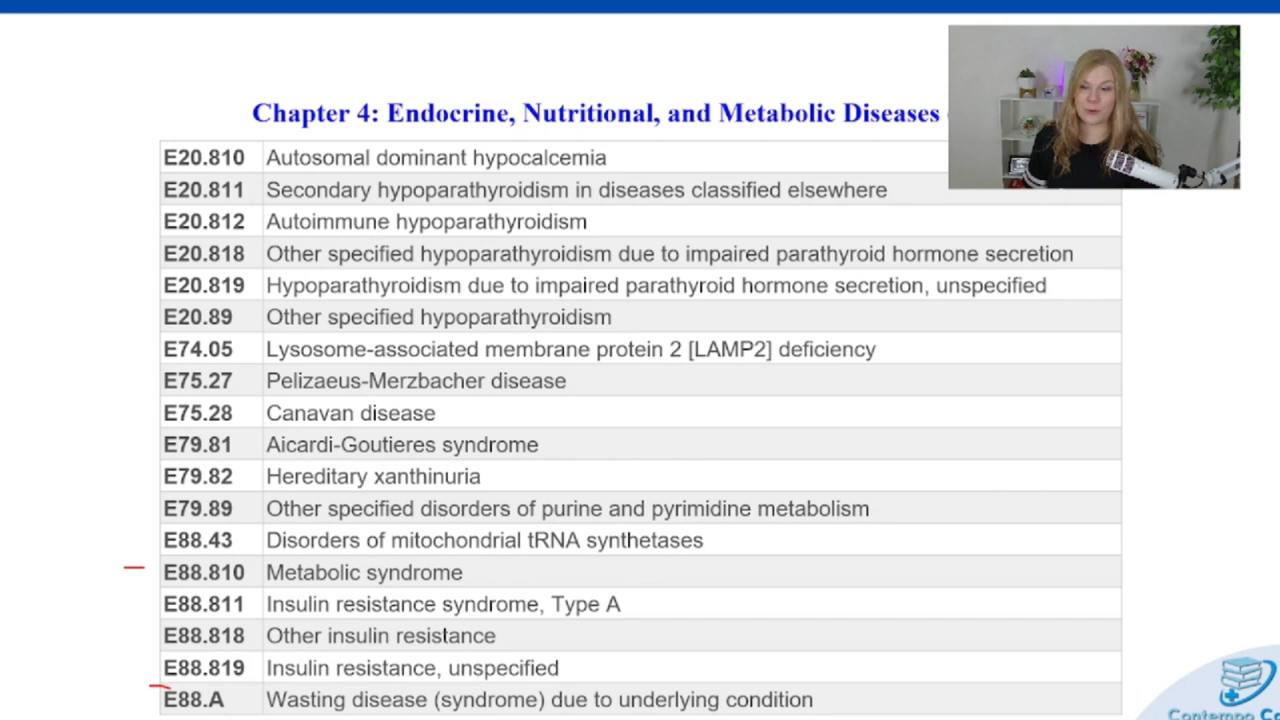 Chapter 4: Endocrine, Nutritional, and Metabolic Diseases
E20.810 Autosomal dominant hypocalcemia
E20.811 Secondary hypoparathyroidism in diseases classified elsewhere
E20.812 Autoimmune hypoparathyroidism
E20.818 Other specified hypoparathyroidism due to impaired parathyroid hormone secretion
E20.819 Hypoparathyroidism due to impaired parathyroid hormone secretion, unspecified
E20.89 Other specified hypoparathyroidism
E74.05 Lysosome-associated membrane protein 2 [LAMP2] deficiency
E75.27 Pelizaeus-Merzbacher disease
E75.28 Canavan disease
E79.81 Aicardi-Goutieres syndrome
E79.82 Hereditary xanthinuria
E79.89 Other specified disorders of purine and pyrimidine metabolism
E88.43 Disorders of mitochondrial tRNA synthetases
E88.810 Metabolic syndrome
E88.811 Insulin resistance syndrome, Type A
E88.818 Other insulin resistance
E88.819 Insulin resistance, unspecified
E88.A Wasting disease (syndrome) due to underlying condition
Contempo